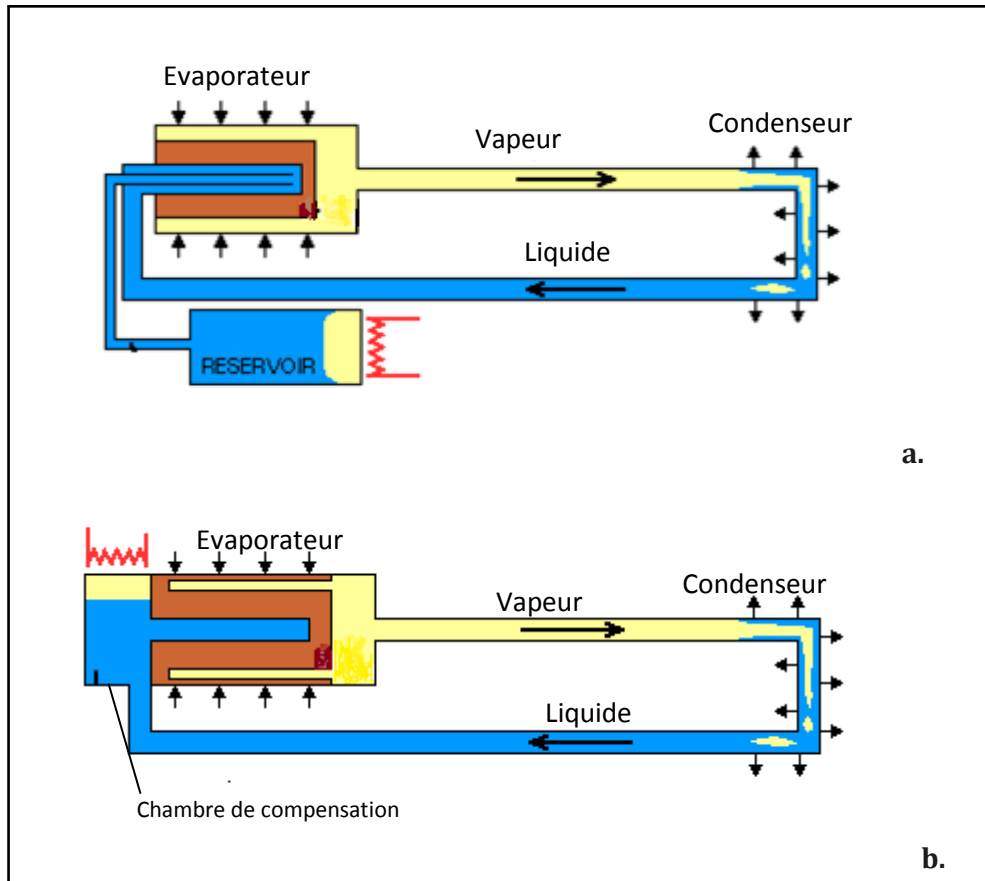 Evaporateur
Vapeur
Condenseur
Liquide
RESERVOIR
a.
Evaporateur
Vapeur
Condenseur
Liquide
Chambre de compensation
b.